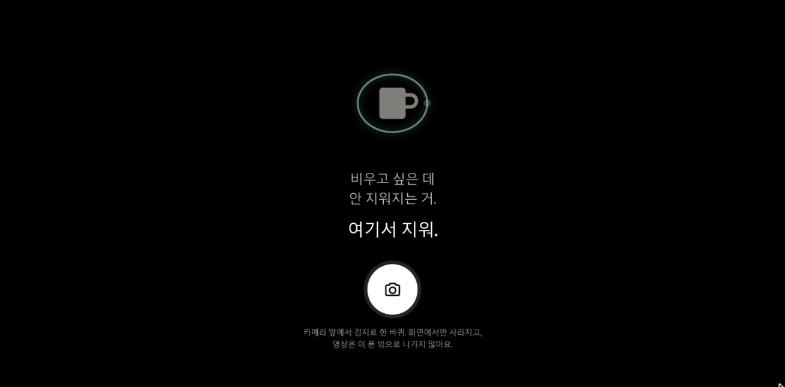 비우고 싶은 데
안 지워지는 거.
여기서 지워.
카메라 앞에서 검지로 한 바퀴. 화면에서만 사라지고,
영상은 이 폰 밖으로 나가지 않아요.